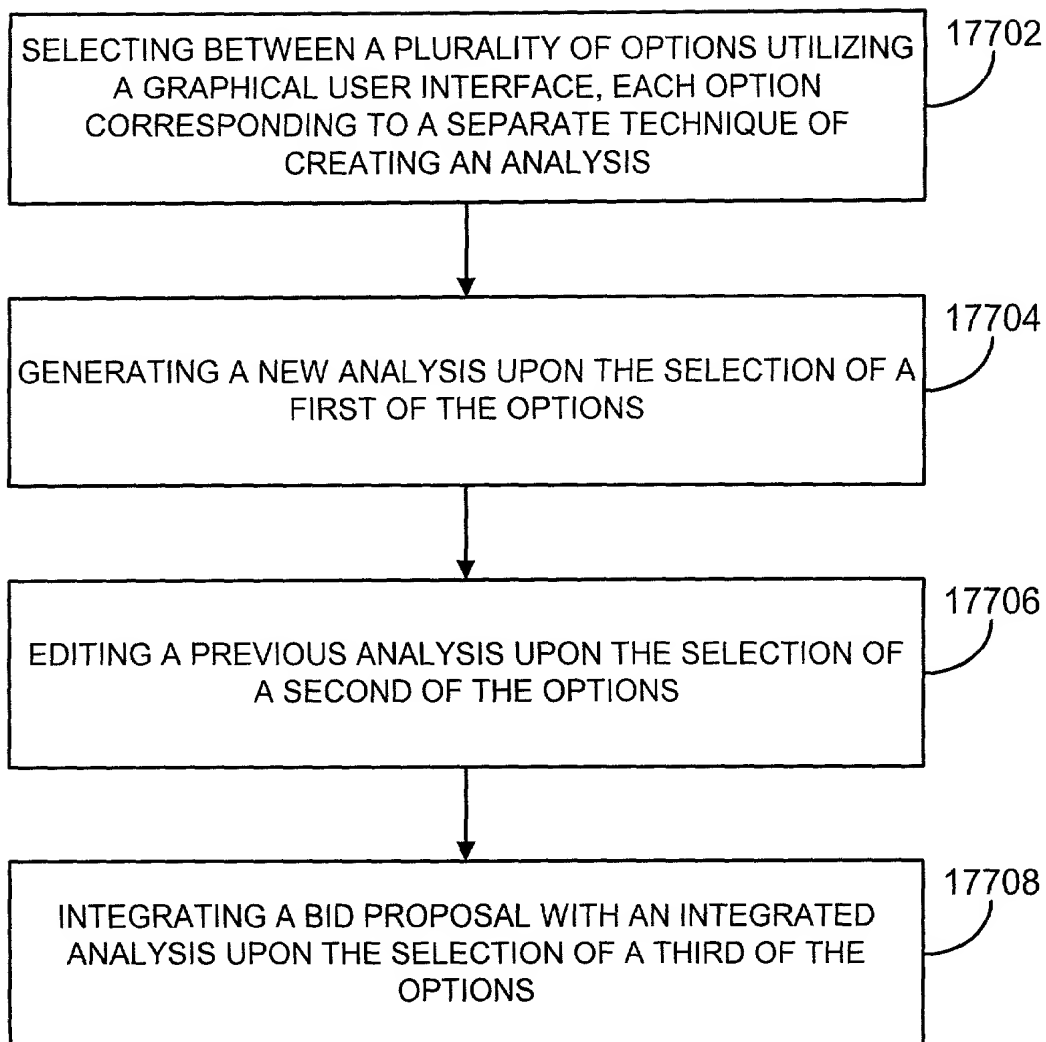 SELECTING BETWEEN A PLURALITY OF OPTIONS UTILIZING
A GRAPHICAL USER INTERFACE, EACH OPTION
CORRESPONDING TO A SEPARATE TECHNIQUE OF
CREATING AN ANALYSIS
17702
GENERATING A NEW ANALYSIS UPON THE SELECTION OF A
FIRST OF THE OPTIONS
17704
EDITING A PREVIOUS ANALYSIS UPON THE SELECTION OF
A SECOND OF THE OPTIONS
17706
INTEGRATING A BID PROPOSAL WITH AN INTEGRATED
ANALYSIS UPON THE SELECTION OF A THIRD OF THE
OPTIONS
17708